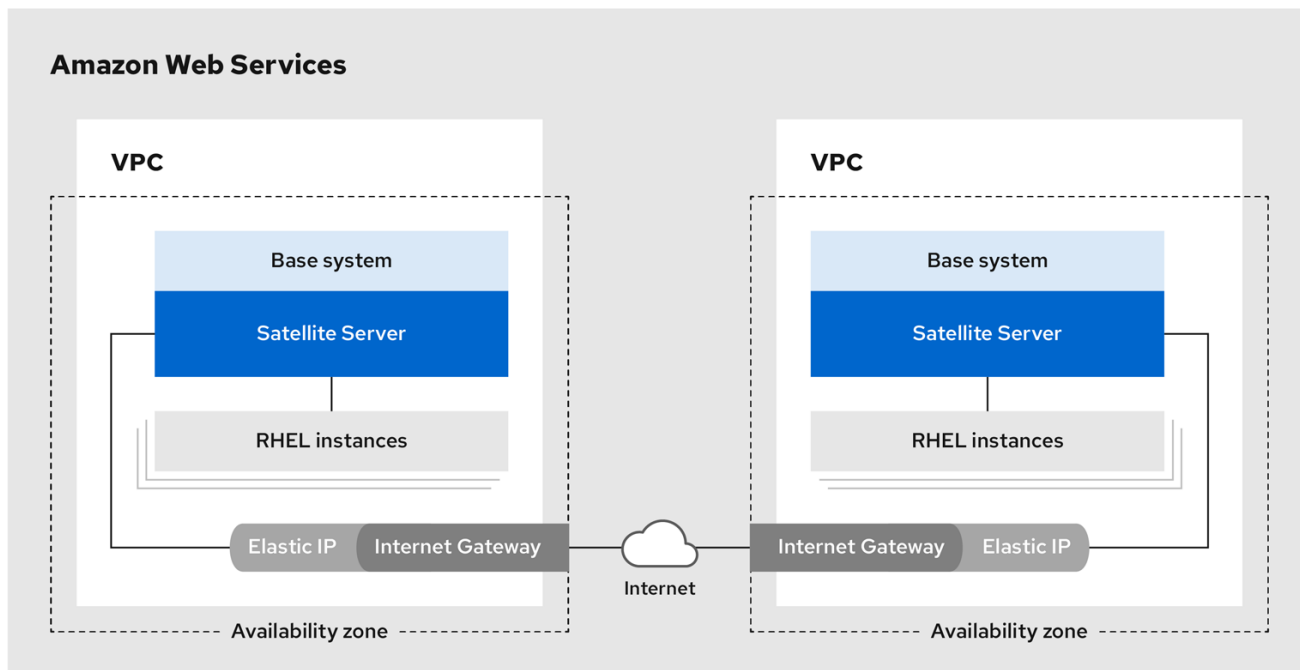 Amazon Web Services
VPC
Base system
Satellite Server
RHEL instances
Elastic IP
Internet Gateway
Availability zone
Internet
VPC
Base system
Satellite Server
RHEL instances
Internet Gateway
Elastic IP
Availability zone